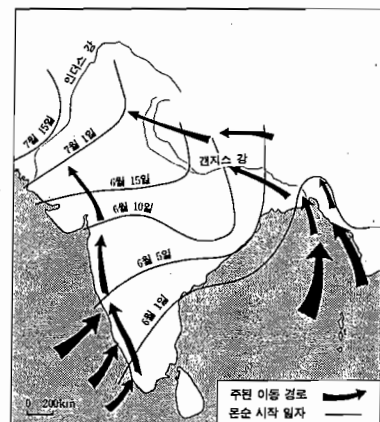 인더스 강
7월 15일
7월 1일
갠지스 강
6월 15일
6월 10일
6월 5일
6월 1일
0 200km
주된 이동 경로
몬순 시작 일자